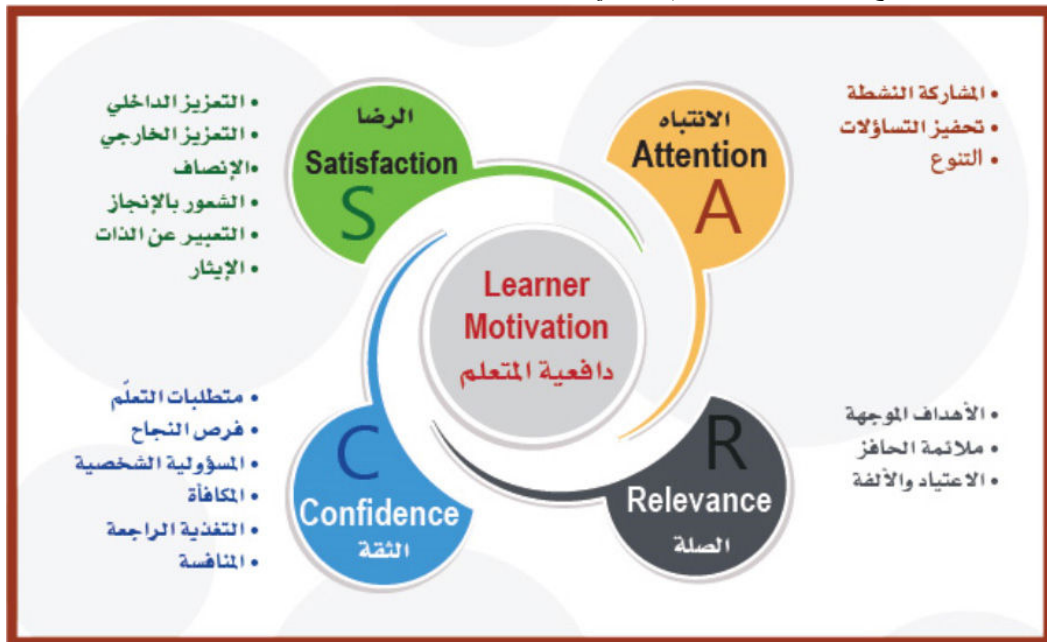 الانتباه
Attention
A
• المشاركة النشطة
• تحفيز التساؤلات
• التنوع
الرضا
Satisfaction
S
• التعزيز الداخلي
• التعزيز الخارجي
•الإنصاف
• الشعور بالإنجاز
• التعبير عن الذات
• الإيثار
Learner
Motivation
دافعية المتعلم
R
Relevance
الصلة
• الأهداف الموجهة
• ملائمة الحافز
• الاعتياد والألفة
C
Confidence
الثقة
• متطلبات التعلّم
• فرص النجاح
• المسؤولية الشخصية
• المكافأة
• التغذية الراجعة
• المنافسة